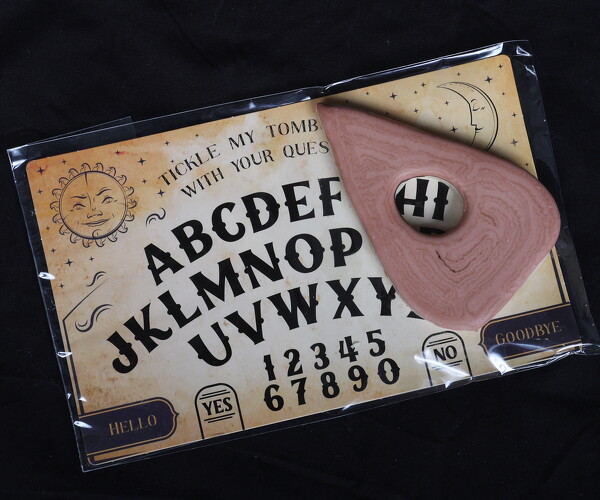 TICKLE MY TOMB
WITH YOUR QUES
ABCDEF HI
JKLMNOP
UVWXY
12345
67890
YES
NO
HELLO
GOODBYE